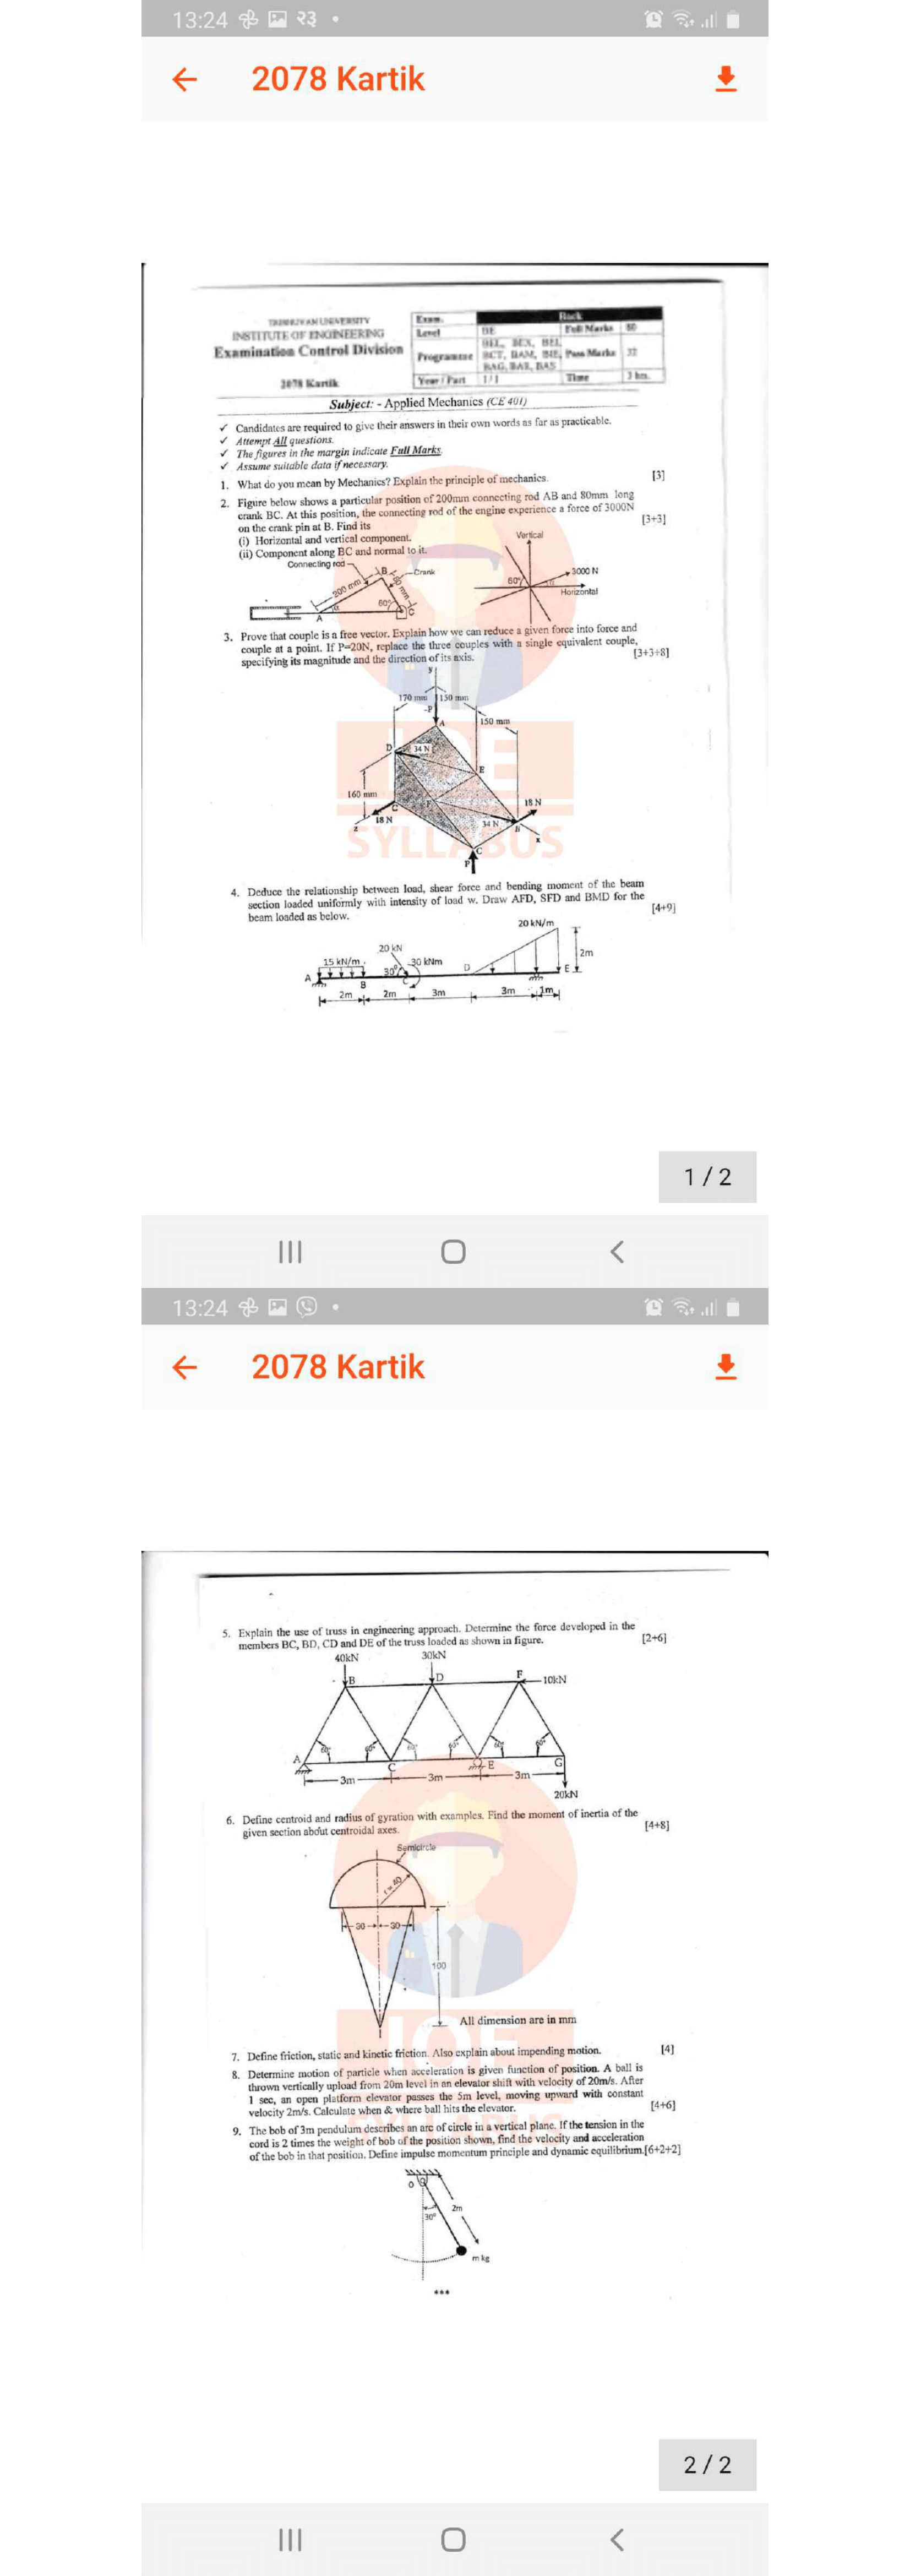 13:24 २३
2078 Kartik
TRIBHUVAN UNIVERSITY
INSTITUTE OF ENGINEERING
Examination Control Division
2078 Kartik
Exam. Back
Level BE Full Marks 80
Programme BEL, BEX, BEI, BCT, BAM, BIE, BAG, BAR, BAS Pass Marks 32
Year / Part I / I Time 3 hrs.
Subject: - Applied Mechanics (CE 401)
✓ Candidates are required to give their answers in their own words as far as practicable.
✓ Attempt All questions.
✓ The figures in the margin indicate Full Marks.
✓ Assume suitable data if necessary.
1. What do you mean by Mechanics? Explain the principle of mechanics. [3]
2. Figure below shows a particular position of 200mm connecting rod AB and 80mm long
crank BC. At this position, the connecting rod of the engine experience a force of 3000N
on the crank pin at B. Find its [3+3]
(i) Horizontal and vertical component.
(ii) Component along BC and normal to it.
Vertical
Connecting rod
B
Crank
200 mm
80 mm
60°
A
C
60°
3000 N
Horizontal
3. Prove that couple is a free vector. Explain how we can reduce a given force into force and
couple at a point. If P=20N, replace the three couples with a single equivalent couple,
specifying its magnitude and the direction of its axis. [3+3+8]
y
170 mm 150 mm
-P
A
150 mm
D
34 N
E
160 mm
18 N
C
18 N
z
34 N
B
x
C
P
IOE
SYLLABUS
4. Deduce the relationship between load, shear force and bending moment of the beam
section loaded uniformly with intensity of load w. Draw AFD, SFD and BMD for the
beam loaded as below. [4+9]
20 kN/m
20 kN
15 kN/m
30°
30 kNm
2m
A
B
C
D
E
2m 2m 3m 3m 1m
1 / 2
13:24
2078 Kartik
5. Explain the use of truss in engineering approach. Determine the force developed in the
members BC, BD, CD and DE of the truss loaded as shown in figure. [2+6]
40kN 30kN
B D F 10kN
60° 60° 60° 60° 60° 60°
A C E G
3m 3m 3m
20kN
6. Define centroid and radius of gyration with examples. Find the moment of inertia of the
given section about centroidal axes. [4+8]
Semicircle
r = 40
30 30
100
All dimension are in mm
IOE
SYLLABUS
7. Define friction, static and kinetic friction. Also explain about impending motion. [4]
8. Determine motion of particle when acceleration is given function of position. A ball is
thrown vertically upload from 20m level in an elevator shift with velocity of 20m/s. After
1 sec, an open platform elevator passes the 5m level, moving upward with constant
velocity 2m/s. Calculate when & where ball hits the elevator. [4+6]
9. The bob of 3m pendulum describes an arc of circle in a vertical plane. If the tension in the
cord is 2 times the weight of bob of the position shown, find the velocity and acceleration
of the bob in that position. Define impulse momentum principle and dynamic equilibrium.[6+2+2]
O
2m
30°
m kg
***
2 / 2